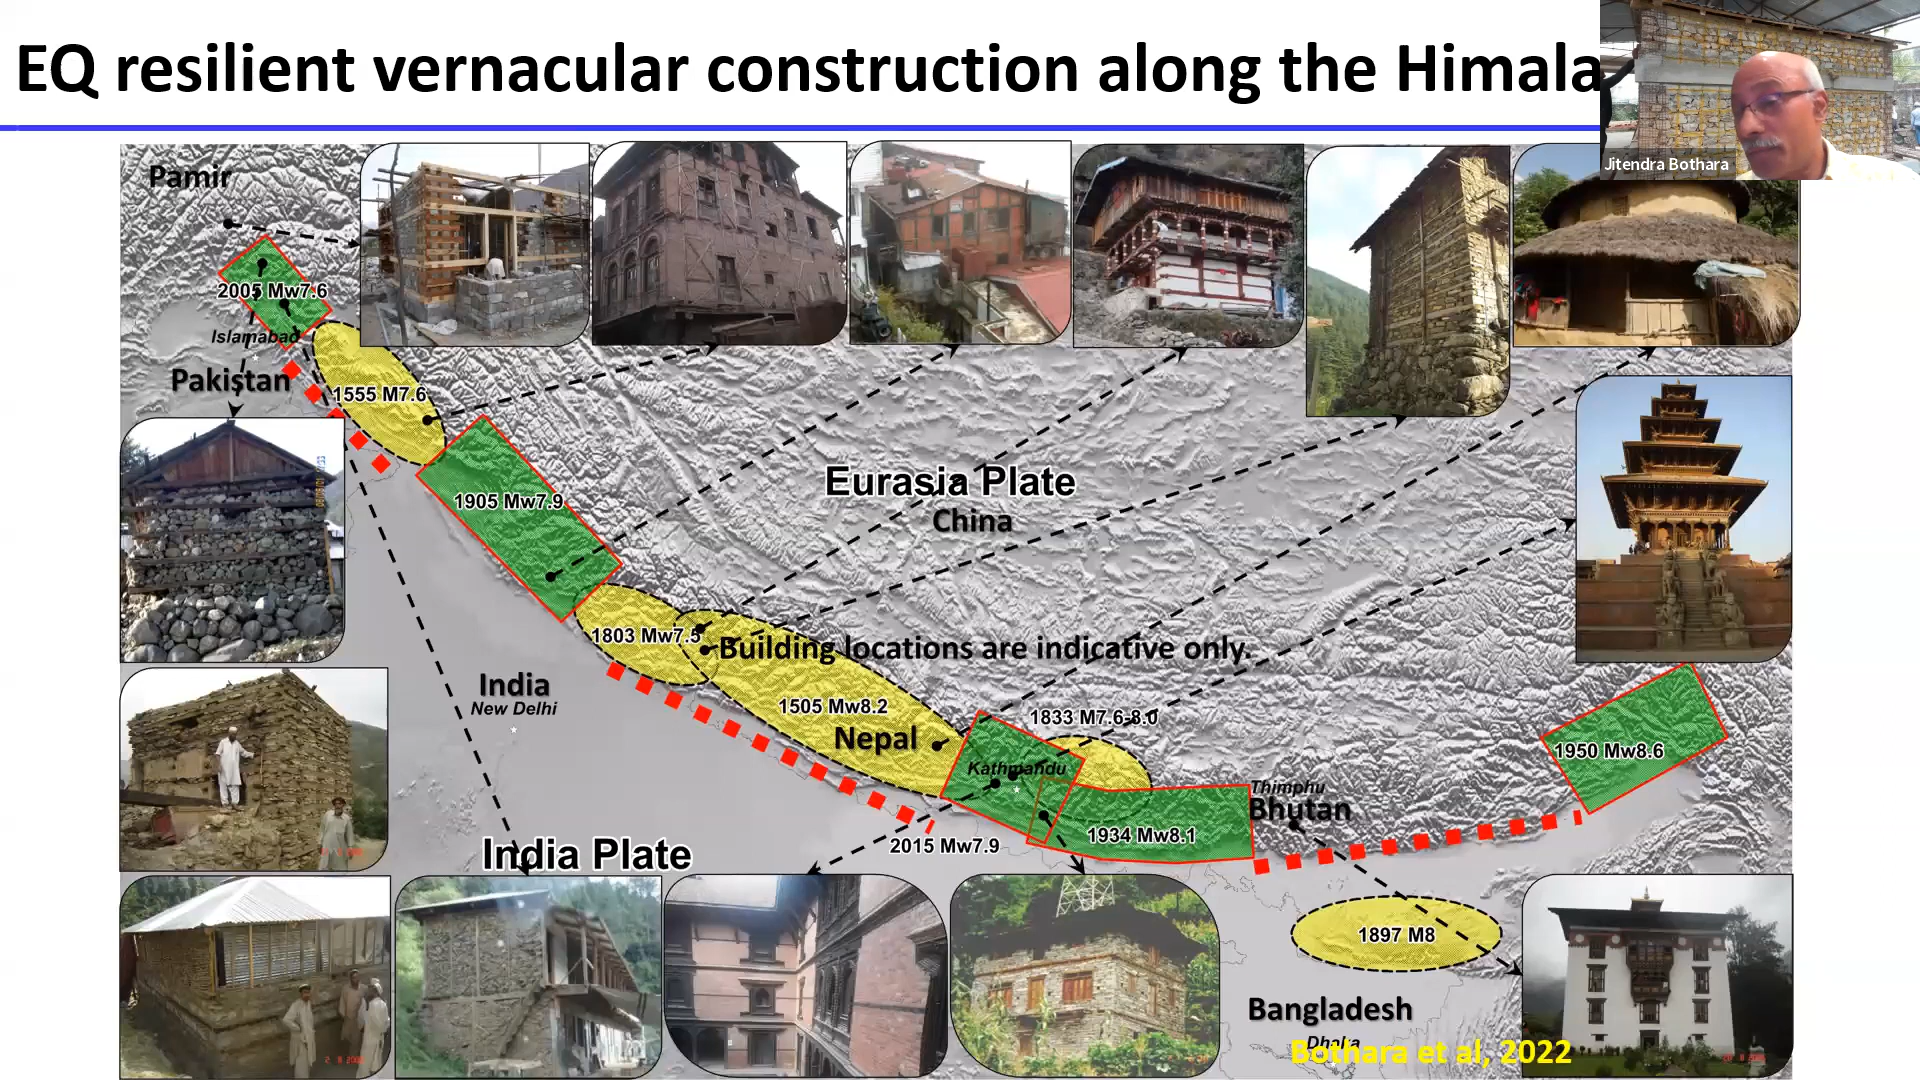 EQ resilient vernacular construction along the Himala
Jitendra Bothara
Pamir
2005 Mw7.6
Islamabad
Pakistan
1555 M7.6
1905 Mw7.9
Eurasia Plate
China
1803 Mw7.5
Building locations are indicative only.
India
New Delhi
1505 Mw8.2
Nepal
1833 M7.6-8.0
Kathmandu
1950 Mw8.6
Thimphu
Bhutan
1934 Mw8.1
2015 Mw7.9
India Plate
1897 M8
Bangladesh
Dhaka
Bothara et al, 2022